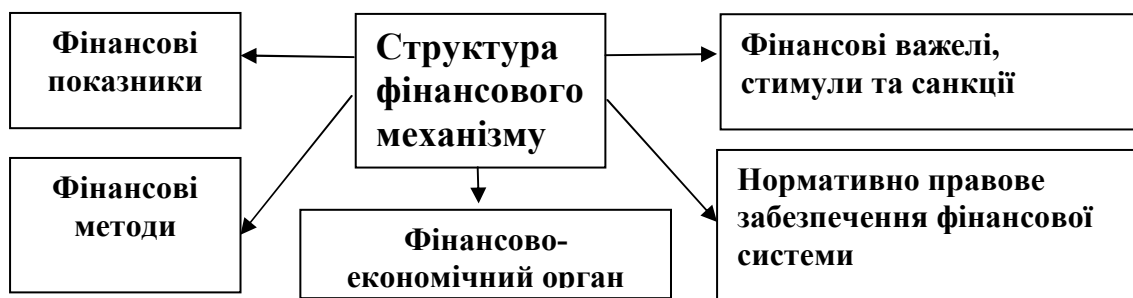 Фінансові
показники
Структура
фінансового
механізму
Фінансові важелі,
стимули та санкції
Фінансові
методи
Фінансово-
економічний орган
Нормативно правове
забезпечення фінансової
системи